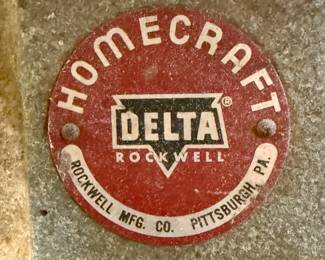 HOMECRAFT
DELTA®
ROCKWELL
ROCKWELL MFG. CO. PITTSBURGH, PA.